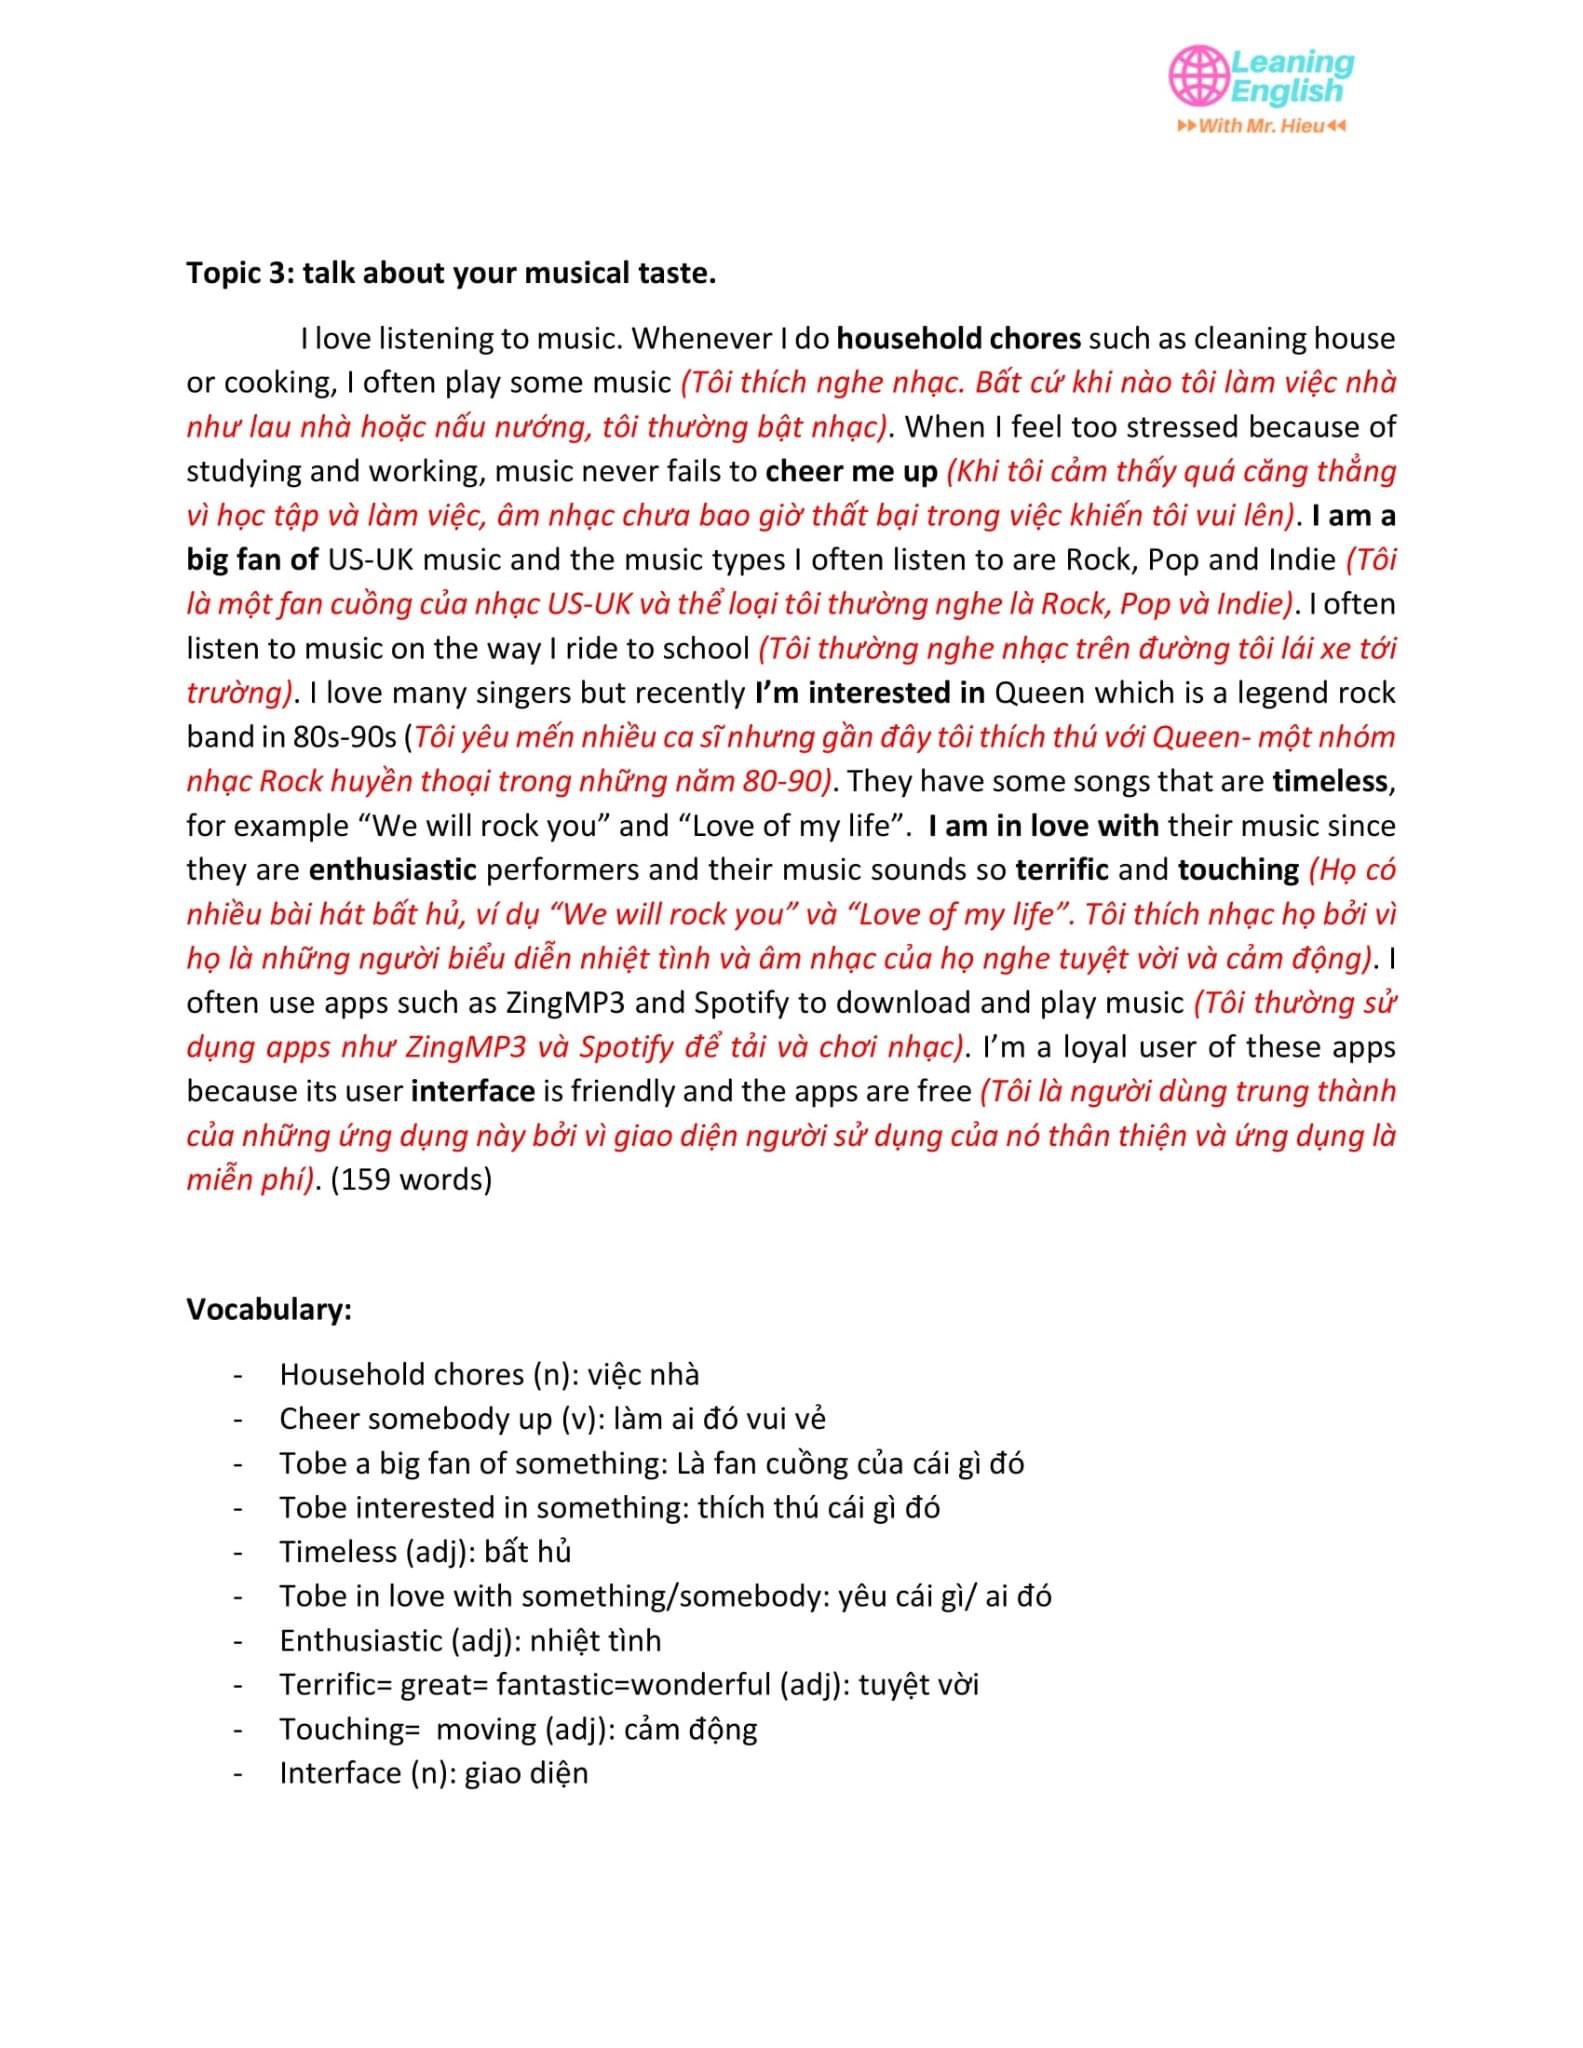 Leaning
English
With Mr. Hieu
Topic 3: talk about your musical taste.
I love listening to music. Whenever I do household chores such as cleaning house
or cooking, I often play some music (Tôi thích nghe nhạc. Bất cứ khi nào tôi làm việc nhà
như lau nhà hoặc nấu nướng, tôi thường bật nhạc). When I feel too stressed because of
studying and working, music never fails to cheer me up (Khi tôi cảm thấy quá căng thẳng
vì học tập và làm việc, âm nhạc chưa bao giờ thất bại trong việc khiến tôi vui lên). I am a
big fan of US-UK music and the music types I often listen to are Rock, Pop and Indie (Tôi
là một fan cuồng của nhạc US-UK và thể loại tôi thường nghe là Rock, Pop và Indie). I often
listen to music on the way I ride to school (Tôi thường nghe nhạc trên đường tôi lái xe tới
trường). I love many singers but recently I’m interested in Queen which is a legend rock
band in 80s-90s (Tôi yêu mến nhiều ca sĩ nhưng gần đây tôi thích thú với Queen- một nhóm
nhạc Rock huyền thoại trong những năm 80-90). They have some songs that are timeless,
for example “We will rock you” and “Love of my life”.  I am in love with their music since
they are enthusiastic performers and their music sounds so terrific and touching (Họ có
nhiều bài hát bất hủ, ví dụ “We will rock you” và “Love of my life”. Tôi thích nhạc họ bởi vì
họ là những người biểu diễn nhiệt tình và âm nhạc của họ nghe tuyệt vời và cảm động). I
often use apps such as ZingMP3 and Spotify to download and play music (Tôi thường sử
dụng apps như ZingMP3 và Spotify để tải và chơi nhạc). I’m a loyal user of these apps
because its user interface is friendly and the apps are free (Tôi là người dùng trung thành
của những ứng dụng này bởi vì giao diện người sử dụng của nó thân thiện và ứng dụng là
miễn phí). (159 words)
Vocabulary:
- Household chores (n): việc nhà
- Cheer somebody up (v): làm ai đó vui vẻ
- Tobe a big fan of something: Là fan cuồng của cái gì đó
- Tobe interested in something: thích thú cái gì đó
- Timeless (adj): bất hủ
- Tobe in love with something/somebody: yêu cái gì/ ai đó
- Enthusiastic (adj): nhiệt tình
- Terrific= great= fantastic=wonderful (adj): tuyệt vời
- Touching=  moving (adj): cảm động
- Interface (n): giao diện